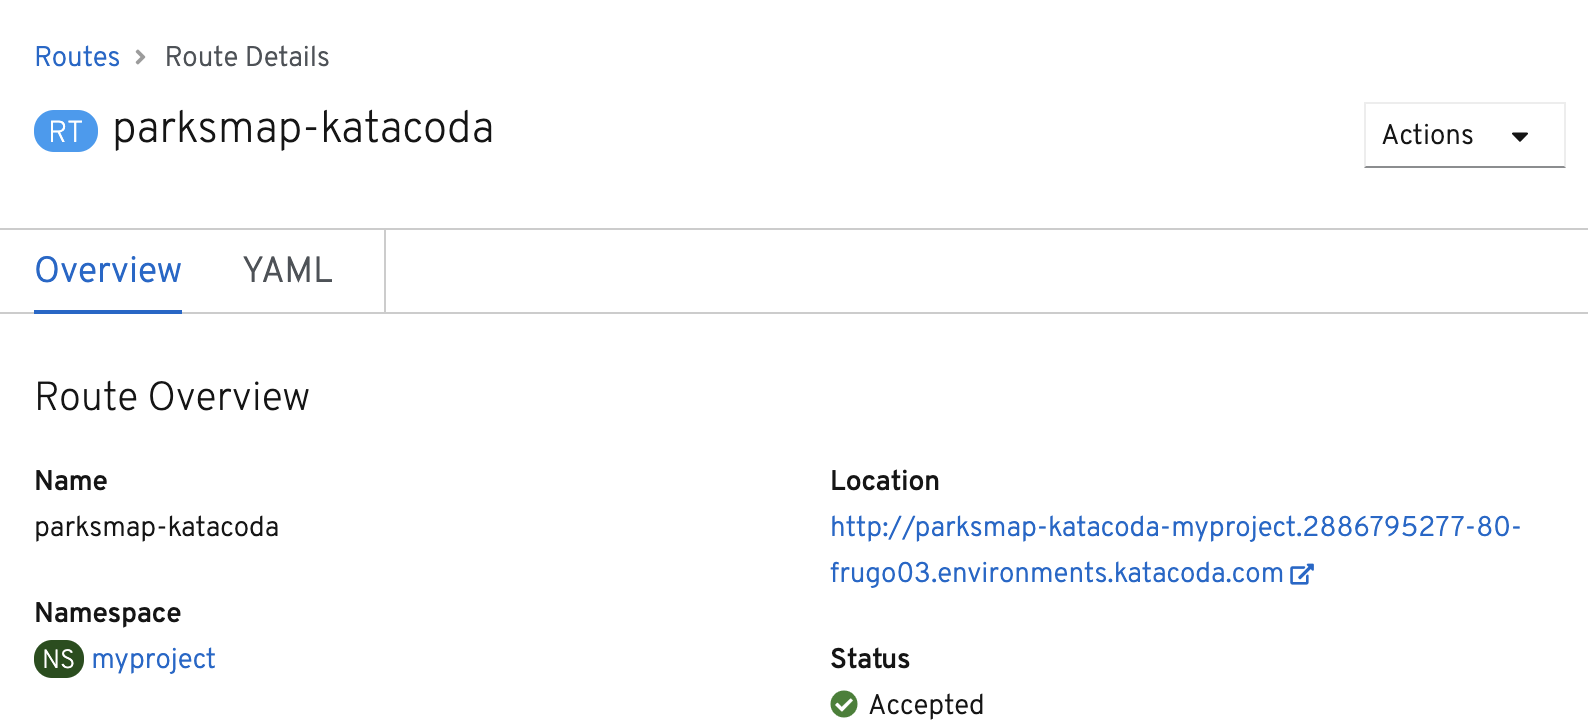 Routes > Route Details
RT parksmap-katacoda
Actions
Overview YAML
Route Overview
Name
parksmap-katacoda
Namespace
NS myproject
Location
http://parksmap-katacoda-myproject.2886795277-80-
frugo03.environments.katacoda.com
Status
Accepted